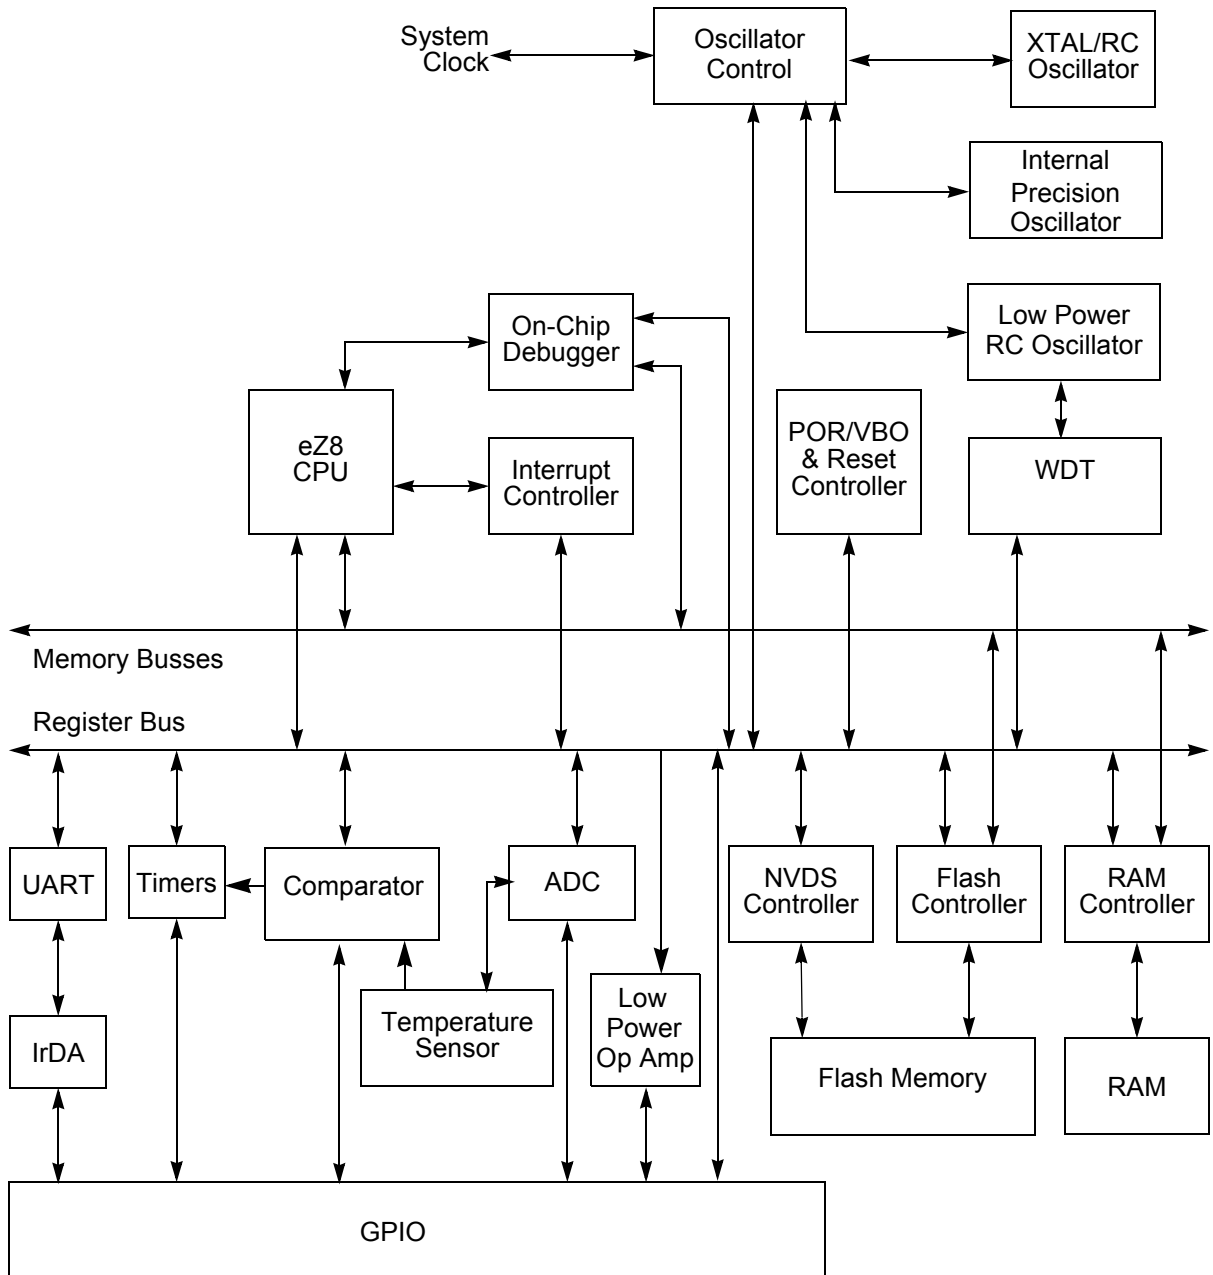 System
Clock
Oscillator
Control
XTAL/RC
Oscillator
Internal
Precision
Oscillator
Low Power
RC Oscillator
On-Chip
Debugger
eZ8
CPU
Interrupt
Controller
POR/VBO
& Reset
Controller
WDT
Memory Busses
Register Bus
UART
Timers
Comparator
ADC
NVDS
Controller
Flash
Controller
RAM
Controller
IrDA
Temperature
Sensor
Low
Power
Op Amp
Flash Memory
RAM
GPIO